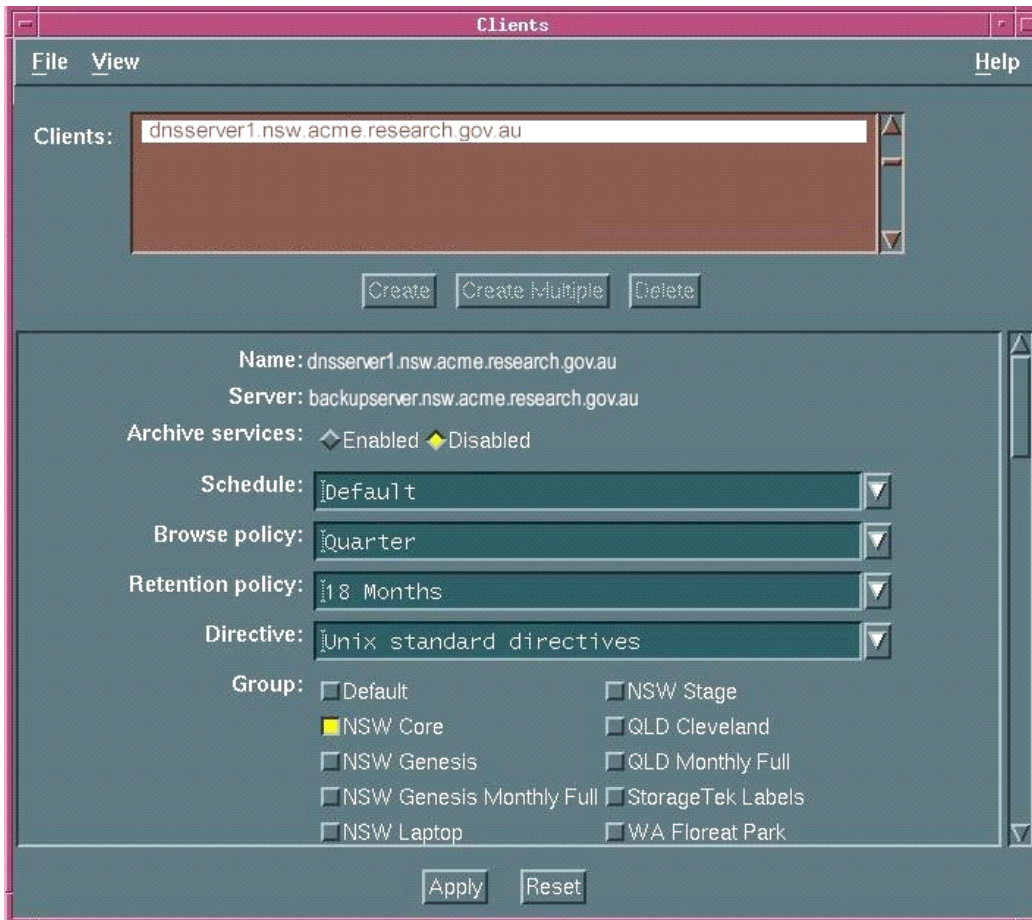 Clients
File View Help
Clients: dnsserver1.nsw.acme.research.gov.au
Create Create Multiple Delete
Name: dnsserver1.nsw.acme.research.gov.au
Server: backupserver.nsw.acme.research.gov.au
Archive services: Enabled Disabled
Schedule: Default
Browse policy: Quarter
Retention policy: 18 Months
Directive: Unix standard directives
Group: Default NSW Stage
NSW Core QLD Cleveland
NSW Genesis QLD Monthly Full
NSW Genesis Monthly Full StorageTek Labels
NSW Laptop WA Floreat Park
Apply Reset